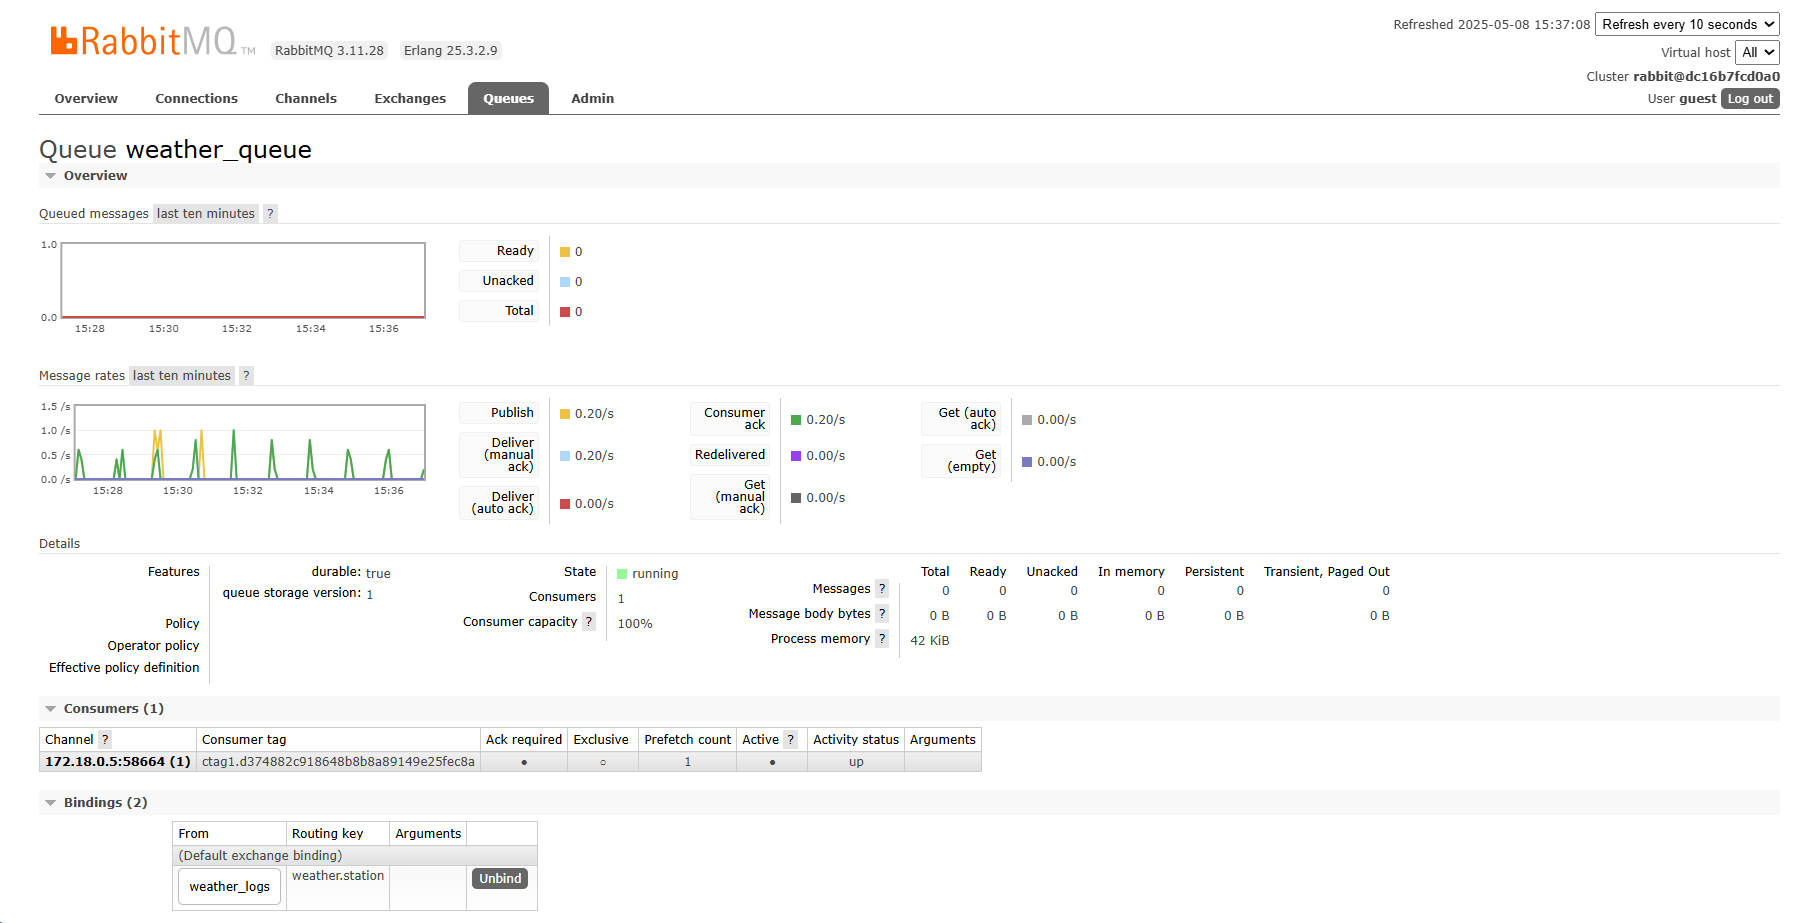 RabbitMQ TM RabbitMQ 3.11.28 Erlang 25.3.2.9
Refreshed 2025-05-08 15:37:08 Refresh every 10 seconds
Virtual host All
Cluster rabbit@dc16b7fcd0a0
User guest Log out
Overview Connections Channels Exchanges Queues Admin
Queue weather_queue
Overview
Queued messages last ten minutes ?
1.0
0.0
15:28 15:30 15:32 15:34 15:36
Ready 0
Unacked 0
Total 0
Message rates last ten minutes ?
1.5 /s
1.0 /s
0.5 /s
0.0 /s
15:28 15:30 15:32 15:34 15:36
Publish 0.20/s
Deliver
(manual 0.20/s
ack)
Deliver
(auto ack) 0.00/s
Consumer
ack 0.20/s
Redelivered 0.00/s
Get
(manual 0.00/s
ack)
Get (auto
ack) 0.00/s
Get
(empty) 0.00/s
Details
Features durable: true
queue storage version: 1
Policy
Operator policy
Effective policy definition
State running
Consumers 1
Consumer capacity ? 100%
Total Ready Unacked In memory Persistent Transient, Paged Out
Messages ? 0 0 0 0 0 0
Message body bytes ? 0 B 0 B 0 B 0 B 0 B 0 B
Process memory ? 42 KiB
Consumers (1)
Channel ? Consumer tag Ack required Exclusive Prefetch count Active ? Activity status Arguments
172.18.0.5:58664 (1) ctag1.d374882c918648b8b8a89149e25fec8a ● ○ 1 ● up
Bindings (2)
From Routing key Arguments
(Default exchange binding)
weather_logs weather.station Unbind